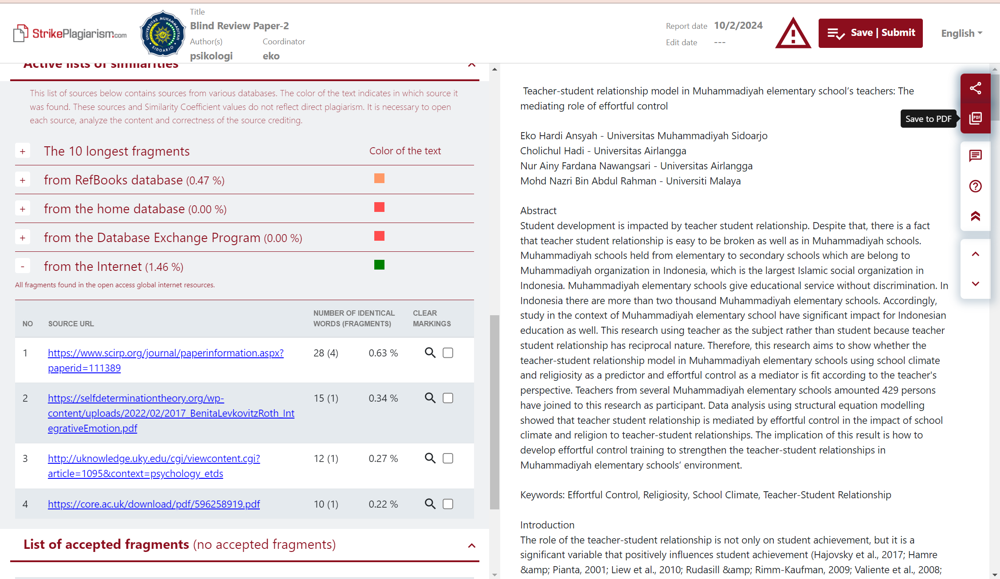 StrikePlagiarism.com
UNIVERSITAS MUHAMMADIYAH
SIDOARJO
Title
Blind Review Paper-2
Author(s)
Coordinator
psikologi
eko
Report date 10/2/2024
Edit date ---
Save | Submit
English
Active lists of similarities
This list of sources below contains sources from various databases. The color of the text indicates in which source it
was found. These sources and Similarity Coefficient values do not reflect direct plagiarism. It is necessary to open
each source, analyze the content and correctness of the source crediting.
+ The 10 longest fragments
Color of the text
+ from RefBooks database (0.47 %)
+ from the home database (0.00 %)
+ from the Database Exchange Program (0.00 %)
- from the Internet (1.46 %)
All fragments found in the open access global internet resources.
NO
SOURCE URL
NUMBER OF IDENTICAL
WORDS (FRAGMENTS)
CLEAR
MARKINGS
1
https://www.scirp.org/journal/paperinformation.aspx?
paperid=111389
28 (4)
0.63 %
2
https://selfdeterminationtheory.org/wp-
content/uploads/2022/02/2017_BenitaLevkovitzRoth_Int
egrativeEmotion.pdf
15 (1)
0.34 %
3
http://uknowledge.uky.edu/cgi/viewcontent.cgi?
article=1095&context=psychology_etds
12 (1)
0.27 %
4
https://core.ac.uk/download/pdf/596258919.pdf
10 (1)
0.22 %
List of accepted fragments (no accepted fragments)
Teacher-student relationship model in Muhammadiyah elementary school’s teachers: The
mediating role of effortful control
Eko Hardi Ansyah - Universitas Muhammadiyah Sidoarjo
Cholichul Hadi - Universitas Airlangga
Nur Ainy Fardana Nawangsari - Universitas Airlangga
Mohd Nazri Bin Abdul Rahman - Universiti Malaya
Abstract
Student development is impacted by teacher student relationship. Despite that, there is a fact
that teacher student relationship is easy to be broken as well as in Muhammadiyah schools.
Muhammadiyah schools held from elementary to secondary schools which are belong to
Muhammadiyah organization in Indonesia, which is the largest Islamic social organization in
Indonesia. Muhammadiyah elementary schools give educational service without discrimination. In
Indonesia there are more than two thousand Muhammadiyah elementary schools. Accordingly,
study in the context of Muhammadiyah elementary school have significant impact for Indonesian
education as well. This research using teacher as the subject rather than student because teacher
student relationship has reciprocal nature. Therefore, this research aims to show whether the
teacher-student relationship model in Muhammadiyah elementary schools using school climate
and religiosity as a predictor and effortful control as a mediator is fit according to the teacher's
perspective. Teachers from several Muhammadiyah elementary schools amounted 429 persons
have joined to this research as participant. Data analysis using structural equation modelling
showed that teacher student relationship is mediated by effortful control in the impact of school
climate and religion to teacher-student relationships. The implication of this result is how to
develop effortful control training to strengthen the teacher-student relationships in
Muhammadiyah elementary schools’ environment.
Keywords: Effortful Control, Religiosity, School Climate, Teacher-Student Relationship
Introduction
The role of the teacher-student relationship is not only on student achievement, but it is a
significant variable that positively influences student achievement (Hajovsky et al., 2017; Hamre
&amp; Pianta, 2001; Liew et al., 2010; Rudasill &amp; Rimm-Kaufman, 2009; Valiente et al., 2008;
Save to PDF
PDF